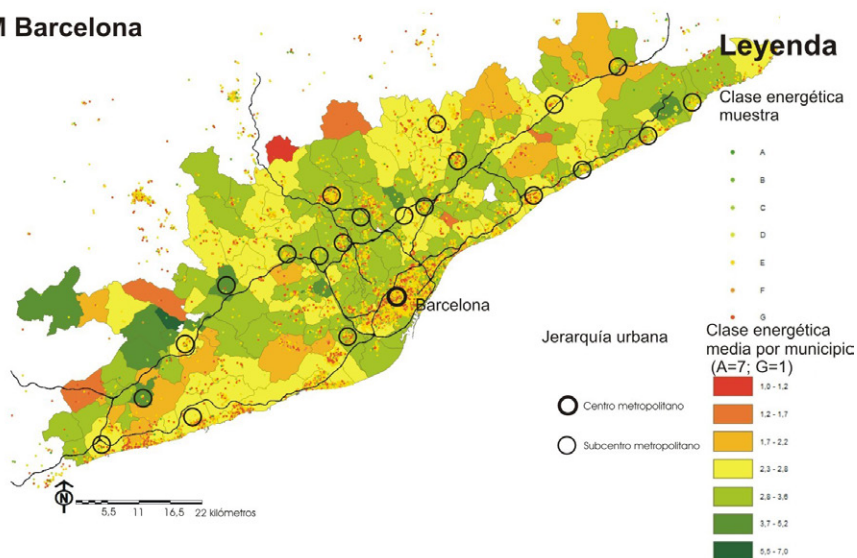 M Barcelona
Leyenda
Clase energética
muestra
A
B
C
D
E
F
G
Barcelona
Jerarquía urbana
Centro metropolitano
Subcentro metropolitano
Clase energética
media por municipic
(A=7; G=1)
1,0 - 1,2
1,2 - 1,7
1,7 - 2,2
2,3 - 2,8
2,8 - 3,6
3,7 - 5,2
5,5 - 7,0
N
5,5 11 16,5 22 kilómetros